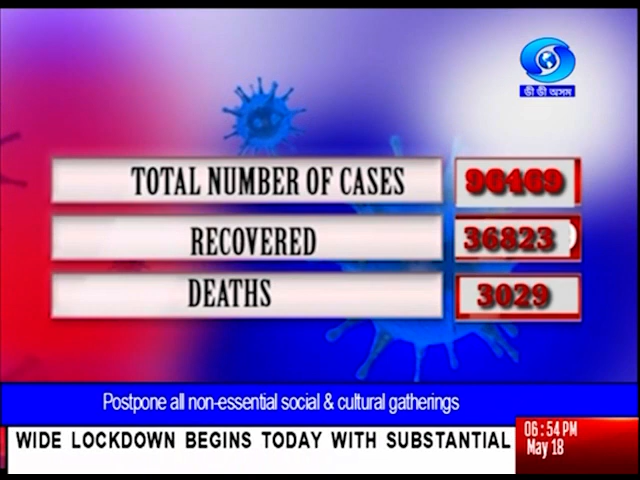 ডী ডী অসম
TOTAL NUMBER OF CASES 96469
RECOVERED 36823
DEATHS 3029
Postpone all non-essential social & cultural gatherings
WIDE LOCKDOWN BEGINS TODAY WITH SUBSTANTIAL
06:54 PM
May 18